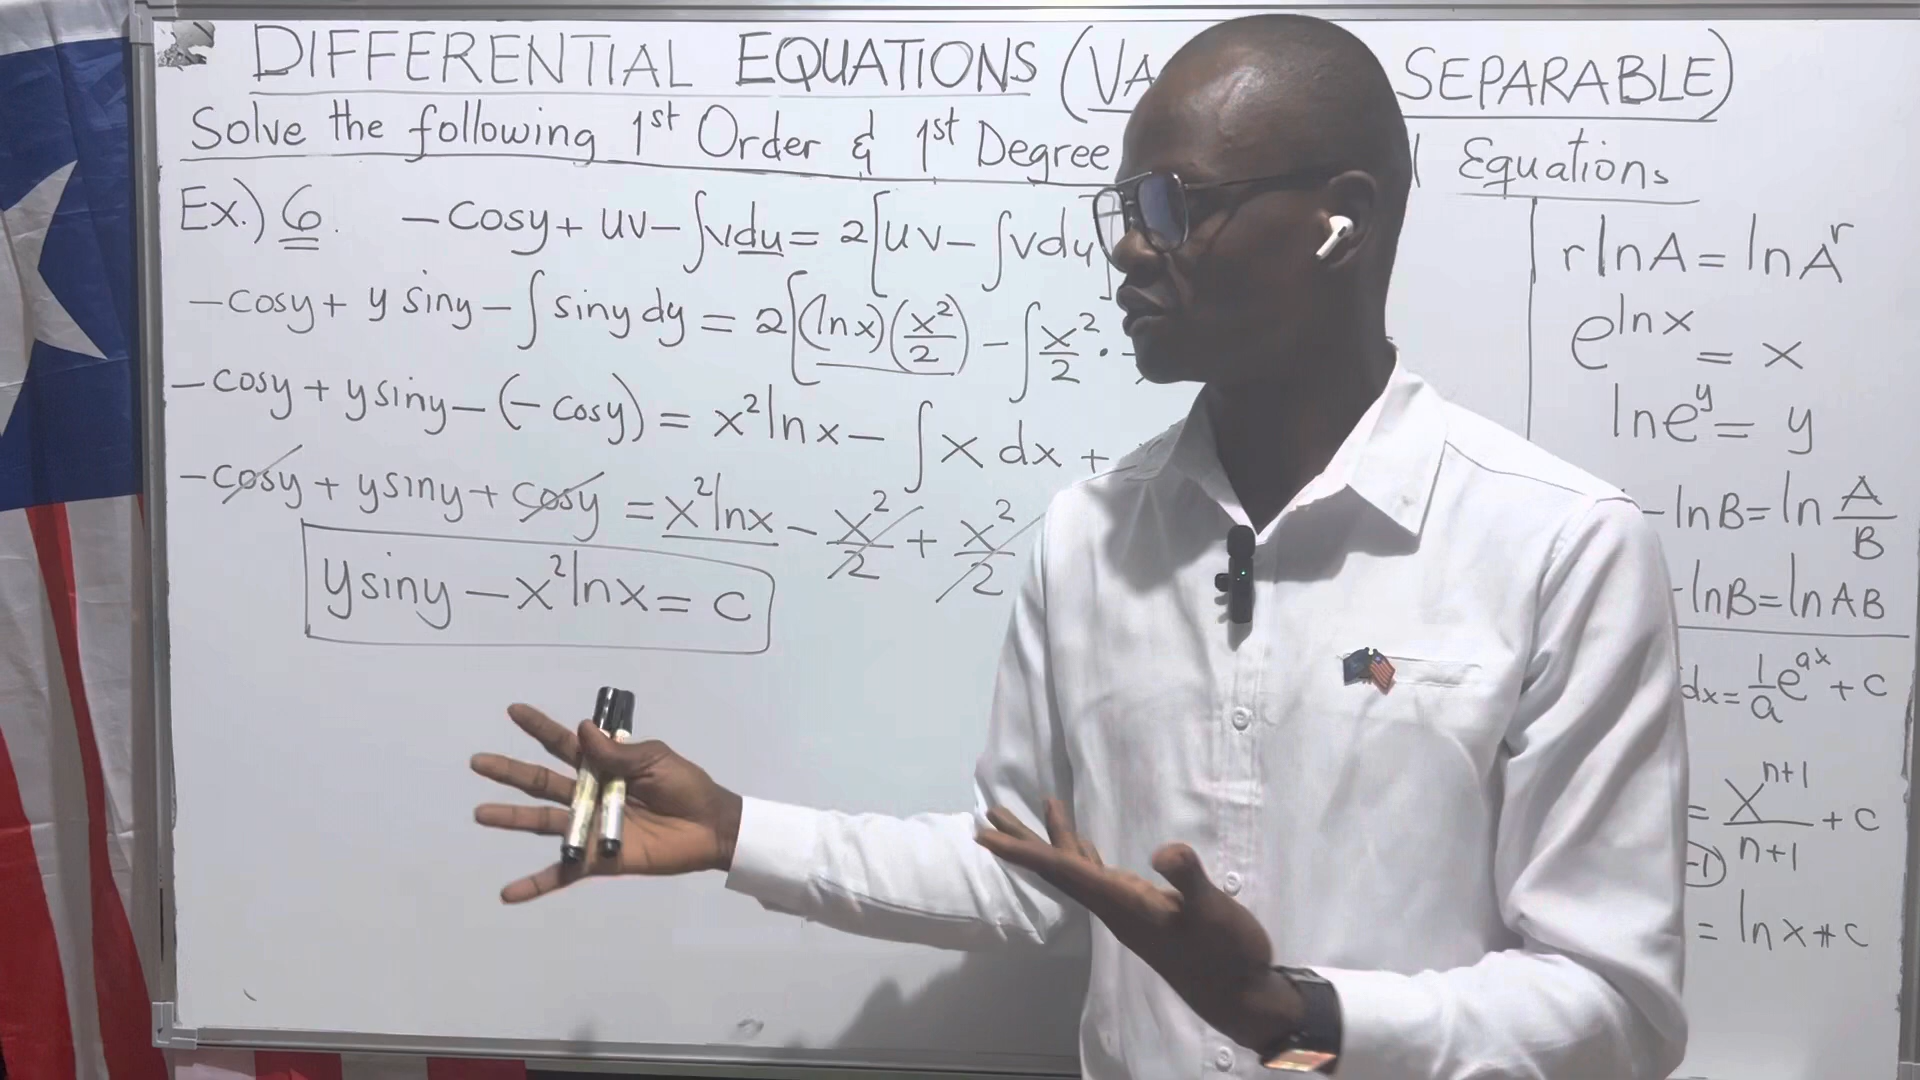 DIFFERENTIAL EQUATIONS (VA SEPARABLE)
Solve the following 1st Order & 1st Degree Equations
Ex.) 6. -cosy + uv - ∫vdu = 2[uv - ∫vdu]
-cosy + y siny - ∫siny dy = 2[(lnx)(x²/2) - ∫x²/2 ·
-cosy + ysiny - (-cosy) = x²lnx - ∫x dx +
-cosy + ysiny + cosy = x²lnx - x²/2 + x²/2
ysiny - x²lnx = c
rlnA = lnA^r
e^lnx = x
lne^y = y
-lnB = ln A/B
-lnB = lnAB
dx = 1/a e^ax + c
= x^n+1/n+1 + c
-1)
= lnx + c